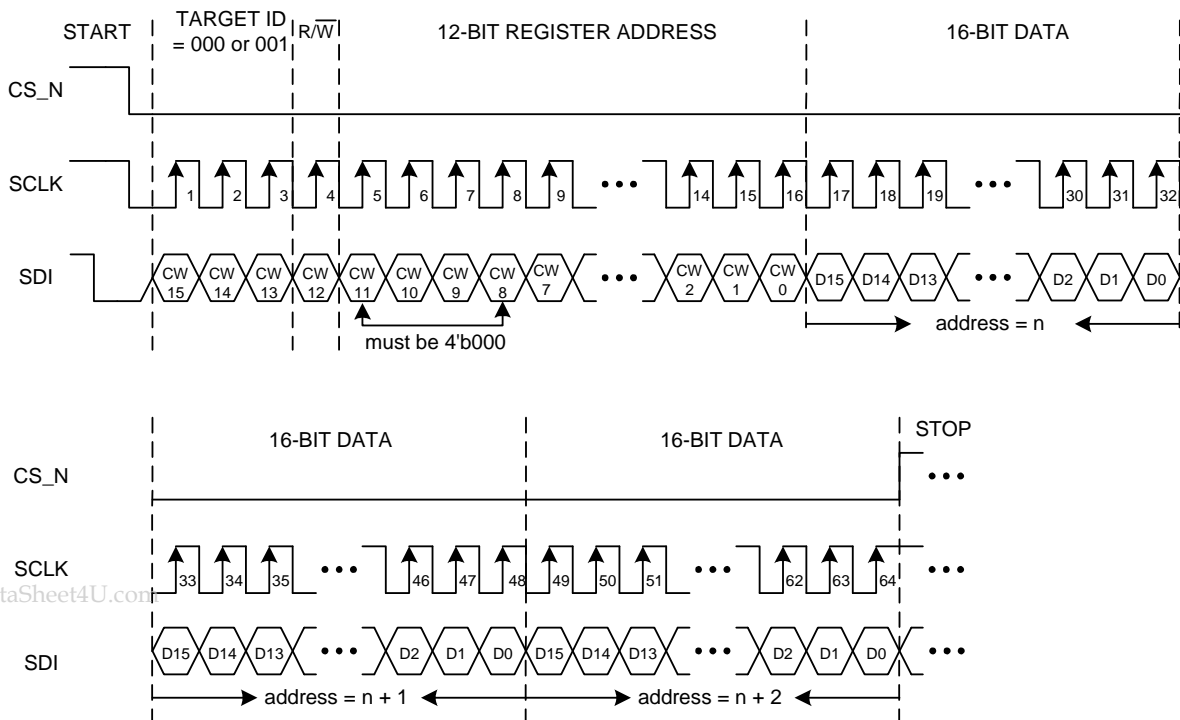 START TARGET ID = 000 or 001 R/W̅ 12-BIT REGISTER ADDRESS 16-BIT DATA
CS_N
SCLK 1 2 3 4 5 6 7 8 9 ••• 14 15 16 17 18 19 ••• 30 31 32
SDI CW 15 CW 14 CW 13 CW 12 CW 11 CW 10 CW 9 CW 8 CW 7 ••• CW 2 CW 1 CW 0 D15 D14 D13 ••• D2 D1 D0
must be 4'b000 address = n
16-BIT DATA 16-BIT DATA STOP
CS_N •••
SCLK 33 34 35 ••• 46 47 48 49 50 51 ••• 62 63 64 •••
taSheet4U.com
SDI D15 D14 D13 ••• D2 D1 D0 D15 D14 D13 ••• D2 D1 D0 •••
address = n + 1 address = n + 2